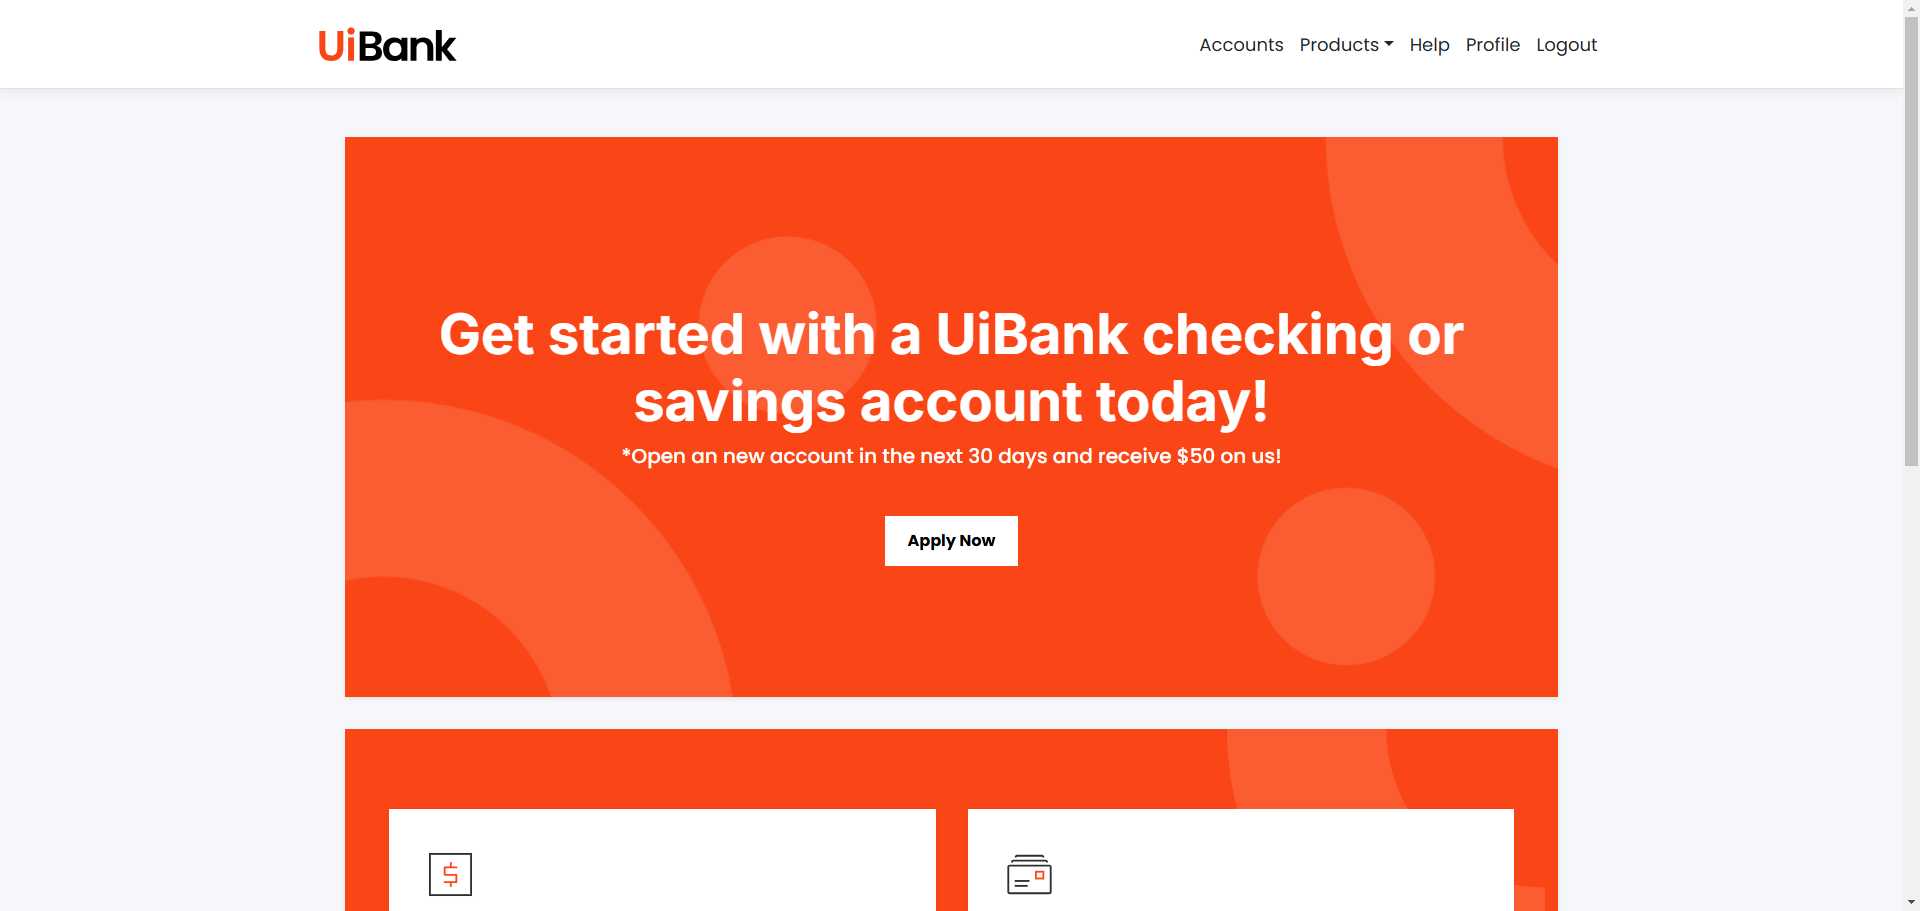 UiBank
Accounts Products Help Profile Logout
Get started with a UiBank checking or
savings account today!
*Open an new account in the next 30 days and receive $50 on us!
Apply Now
$